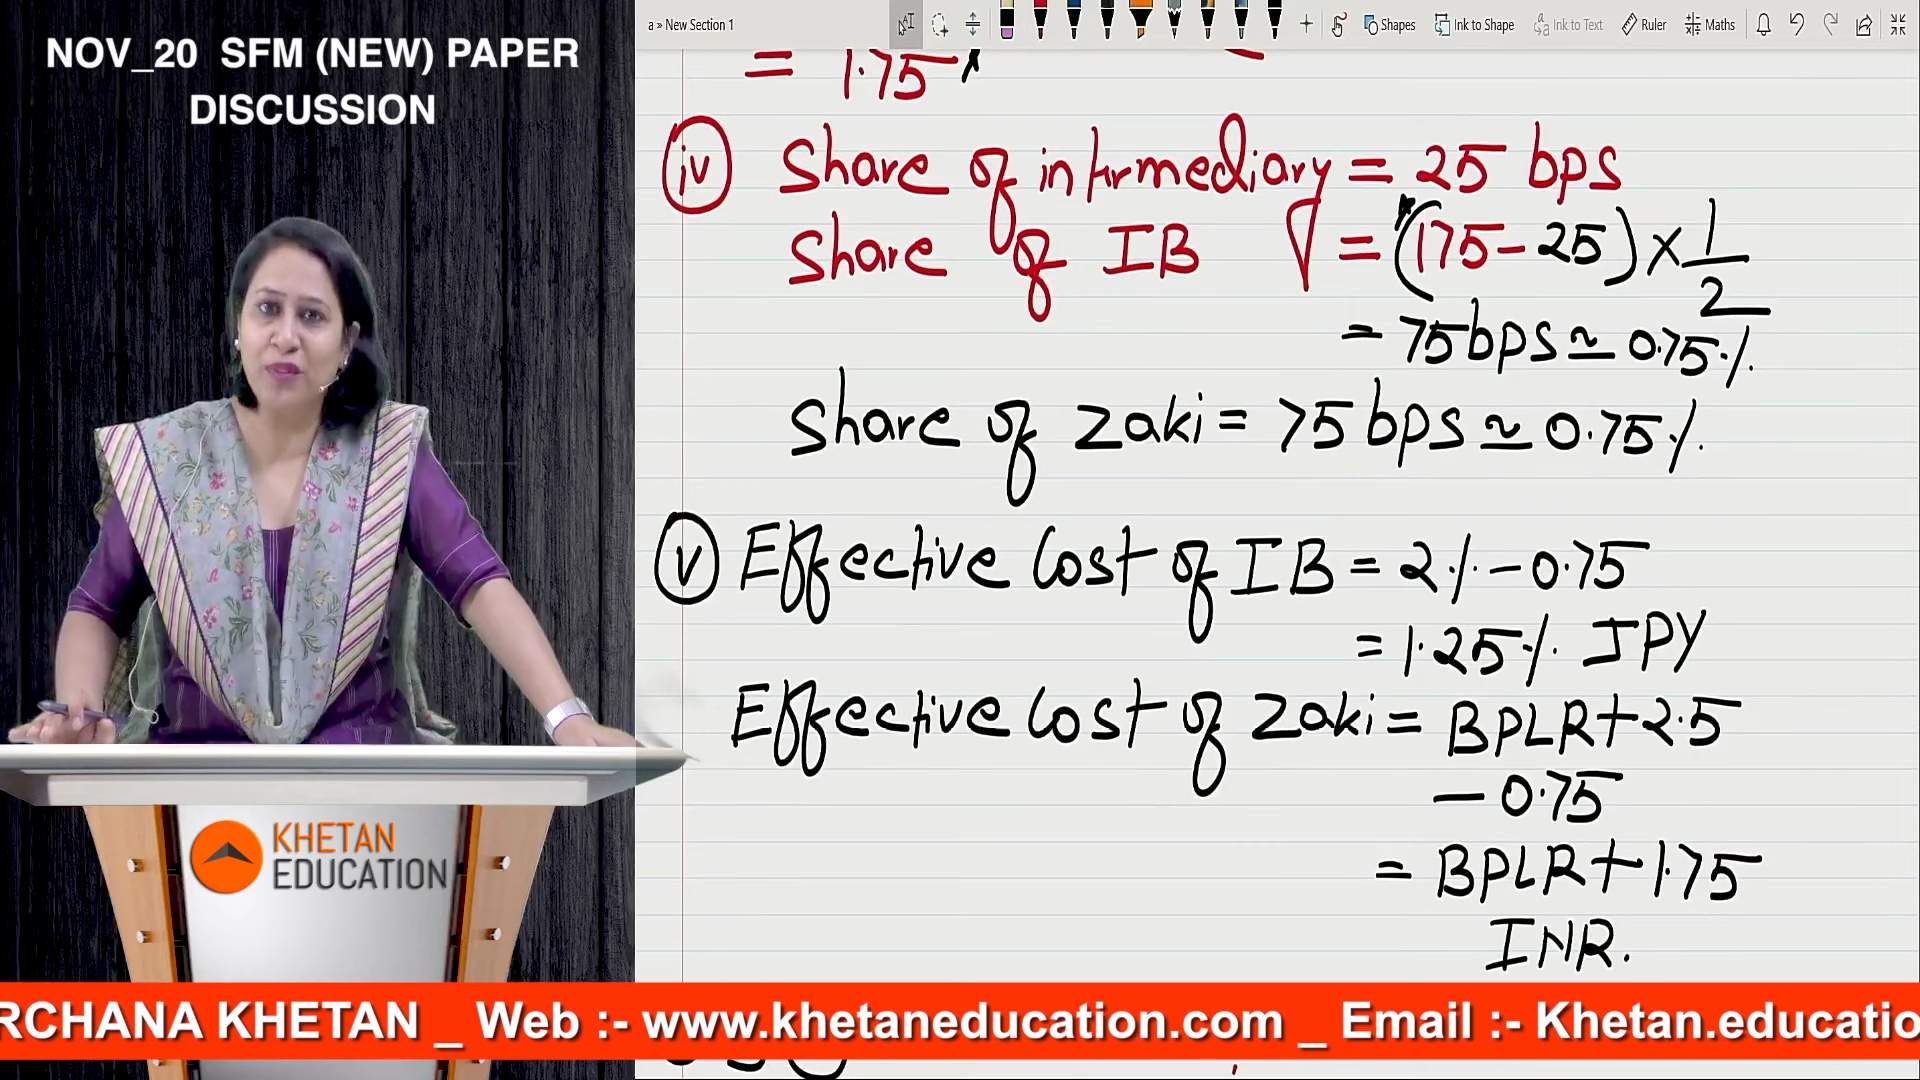 NOV_20 SFM (NEW) PAPER
DISCUSSION
a » New Section 1
Shapes
Ink to Shape
Ink to Text
Ruler
Maths
= 1.75
iv Share of intermediary = 25 bps
Share of IB = (175-25) × 1/2
= 75 bps ≃ 0.75%
Share of Zaki = 75 bps ≃ 0.75%.
v Effective Cost of IB = 2% - 0.75
= 1.25% JPY
Effective Cost of Zaki = BPLR+2.5
- 0.75
= BPLR+1.75
INR.
KHETAN
EDUCATION
RCHANA KHETAN _ Web :- www.khetaneducation.com _ Email :- Khetan.educatio